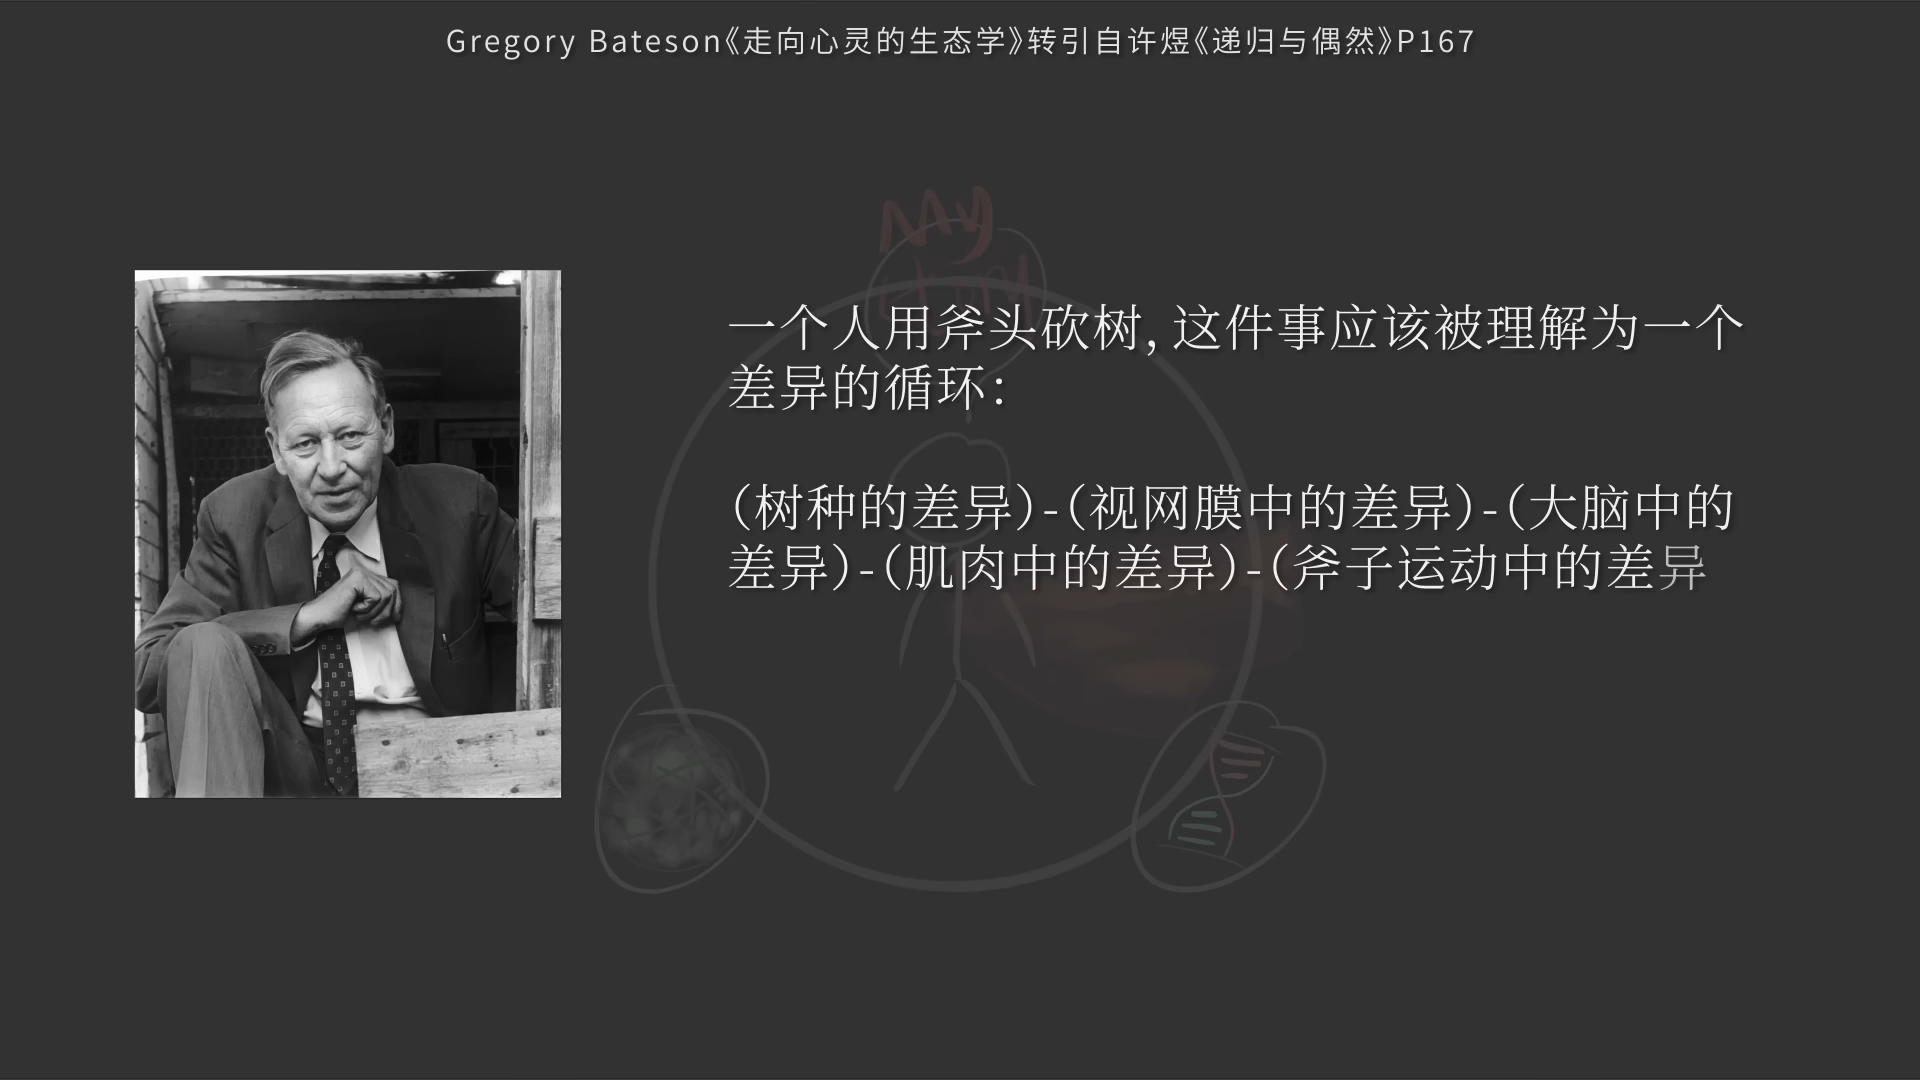 Gregory Bateson《走向心灵的生态学》转引自许煜《递归与偶然》P167
My
一个人用斧头砍树，这件事应该被理解为一个
差异的循环：
（树种的差异）-（视网膜中的差异）-（大脑中的
差异）-（肌肉中的差异）-（斧子运动中的差异